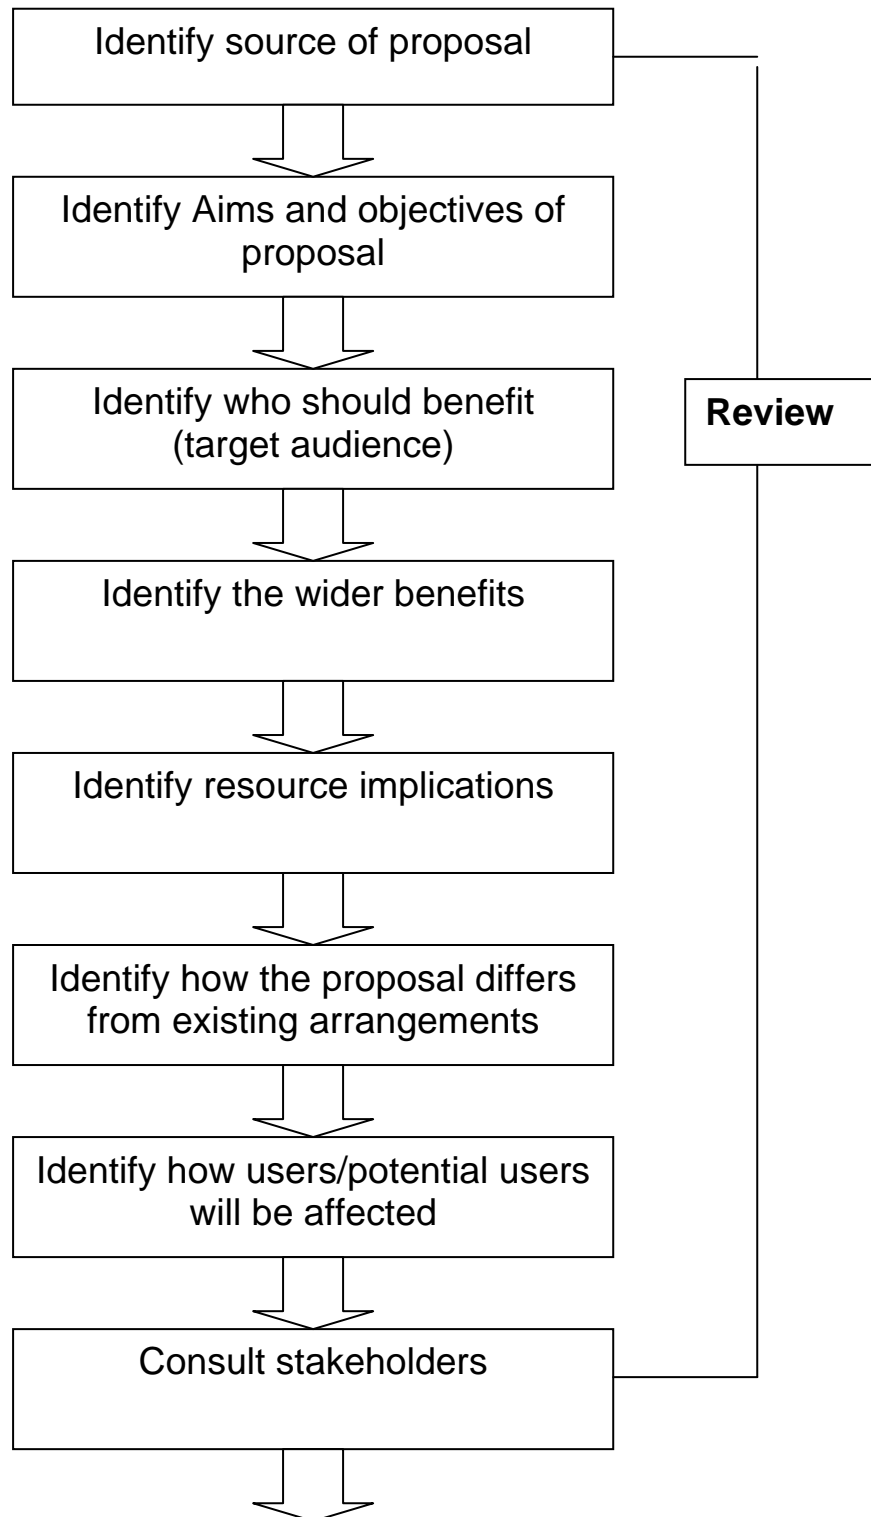 Identify source of proposal
Identify Aims and objectives of
proposal
Identify who should benefit
(target audience)
Review
Identify the wider benefits
Identify resource implications
Identify how the proposal differs
from existing arrangements
Identify how users/potential users
will be affected
Consult stakeholders